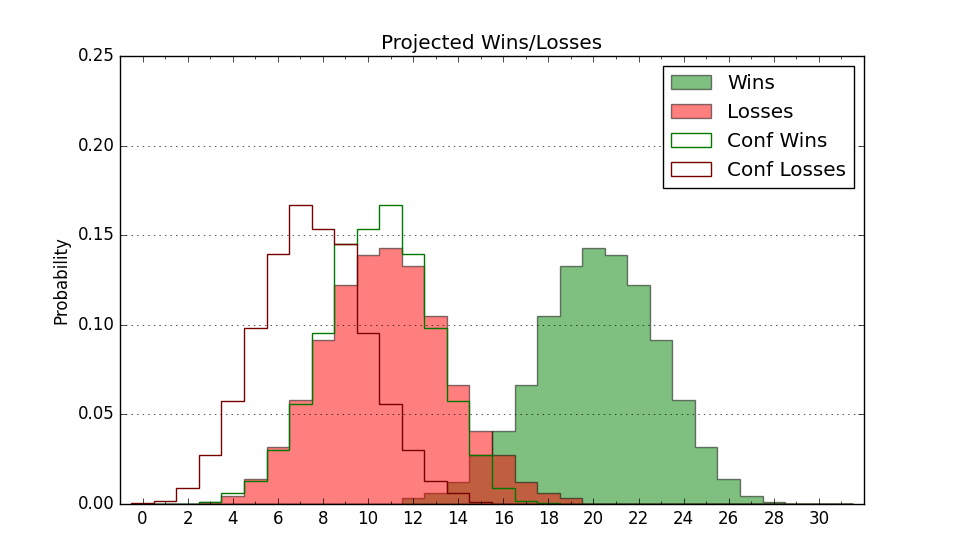 Projected Wins/Losses
0.25
0.20
0.15
0.10
0.05
0.00
Probability
Wins
Losses
Conf Wins
Conf Losses
0 2 4 6 8 10 12 14 16 18 20 22 24 26 28 30